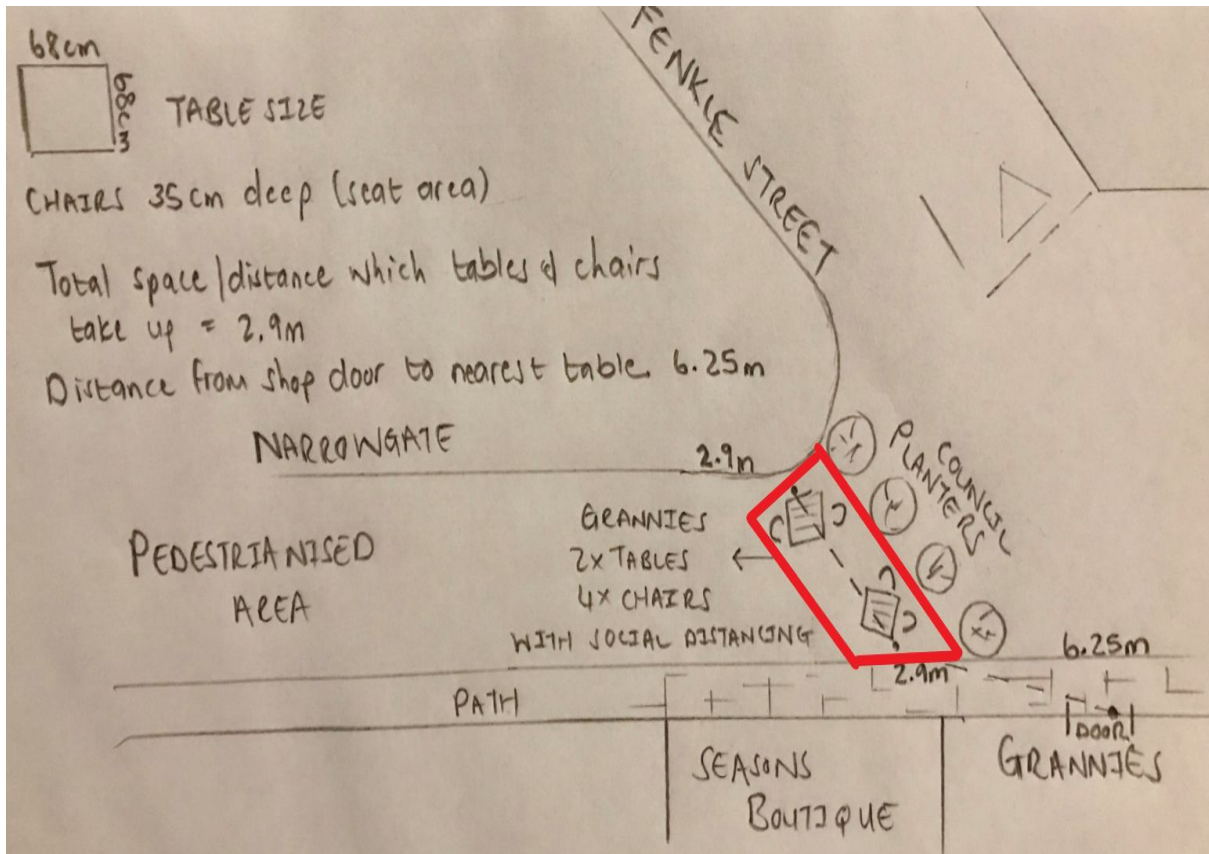 68cm
68cm
TABLE SIZE
CHAIRS 35cm deep (seat area)
Total space/distance which tables & chairs
take up = 2.9m
Distance from shop door to nearest table 6.25m
FENKLE STREET
NARROWGATE
2.9m
COUNCIL
PLANTERS
PEDESTRIANISED
AREA
GRANNIES
2x TABLES
4x CHAIRS
WITH SOCIAL DISTANCING
6.25m
2.9m
PATH
DOOR
SEASONS
BOUTIQUE
GRANNIES